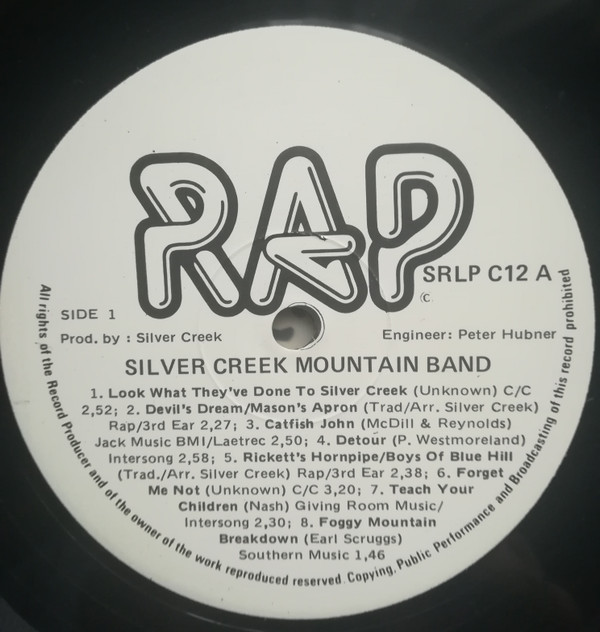 RAP
SRLP C12 A
(C
SIDE 1
Prod. by : Silver Creek
Engineer: Peter Hubner
SILVER CREEK MOUNTAIN BAND
1. Look What They've Done To Silver Creek (Unknown) C/C
2,52; 2. Devil's Dream/Mason's Apron (Trad/Arr. Silver Creek)
Rap/3rd Ear 2,27; 3. Catfish John (McDill & Reynolds)
Jack Music BMI/Laetrec 2,50; 4. Detour (P. Westmoreland)
Intersong 2,58; 5. Rickett's Hornpipe/Boys Of Blue Hill
(Trad./Arr. Silver Creek) Rap/3rd Ear 2,38; 6. Forget
Me Not (Unknown) C/C 3,20; 7. Teach Your
Children (Nash) Giving Room Music/
Intersong 2,30; 8. Foggy Mountain
Breakdown (Earl Scruggs)
Southern Music 1,46
All rights of the Record Producer and of the owner of the work reproduced reserved. Copying, Public Performance and Broadcasting of this record prohibited